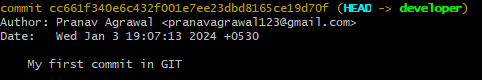 commit cc661f340e6c432f001e7ee23dbd8165ce19d70f (HEAD -> developer)
Author: Pranav Agrawal <pranavagrawal123@gmail.com>
Date:   Wed Jan 3 19:07:13 2024 +0530
    My first commit in GIT